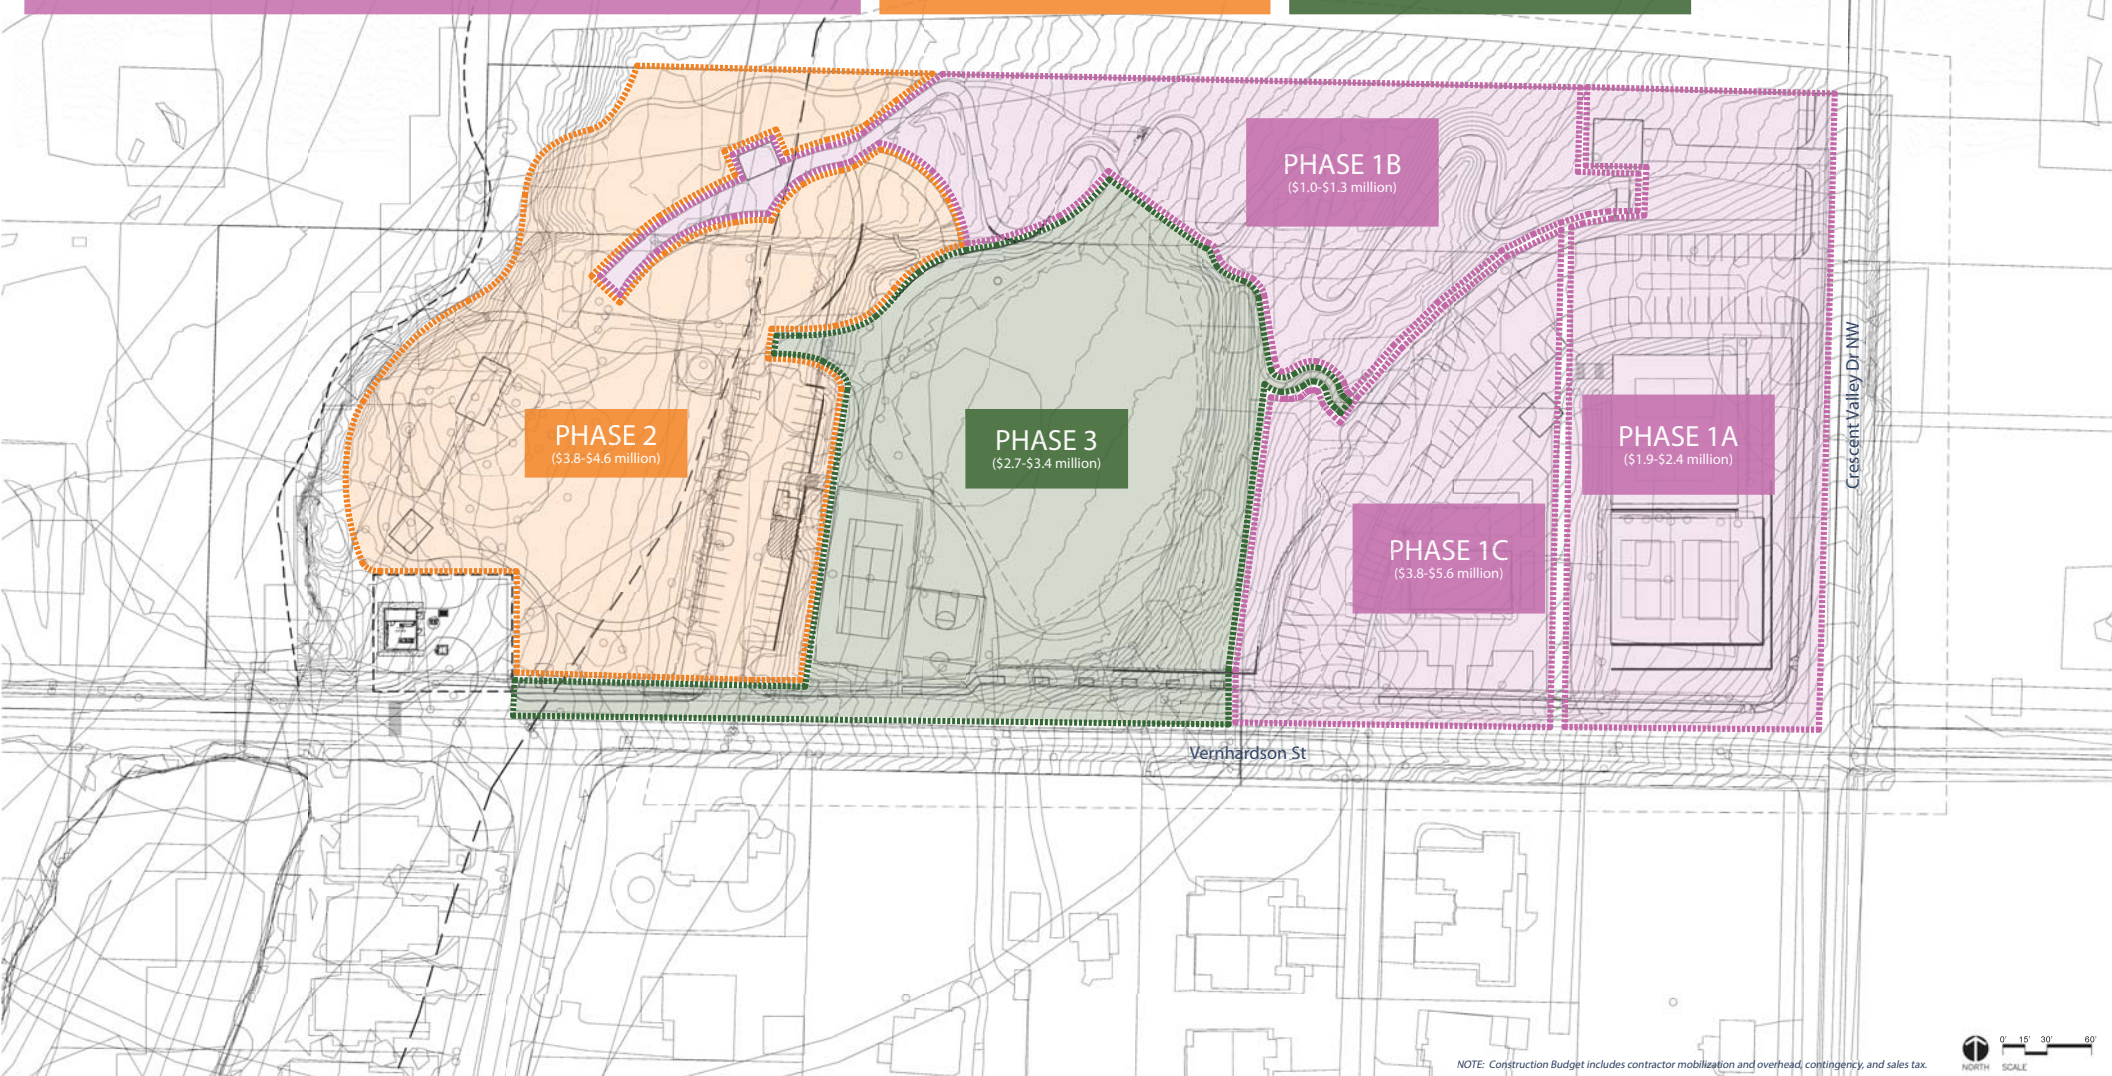 PHASE 1B
($1.0-$1.3 million)
PHASE 2
($3.8-$4.6 million)
PHASE 3
($2.7-$3.4 million)
PHASE 1A
($1.9-$2.4 million)
Crescent Valley Dr NW
PHASE 1C
($3.8-$5.6 million)
Vernhardson St
NOTE: Construction Budget includes contractor mobilization and overhead, contingency, and sales tax.
NORTH
0' 15' 30' 60'
SCALE